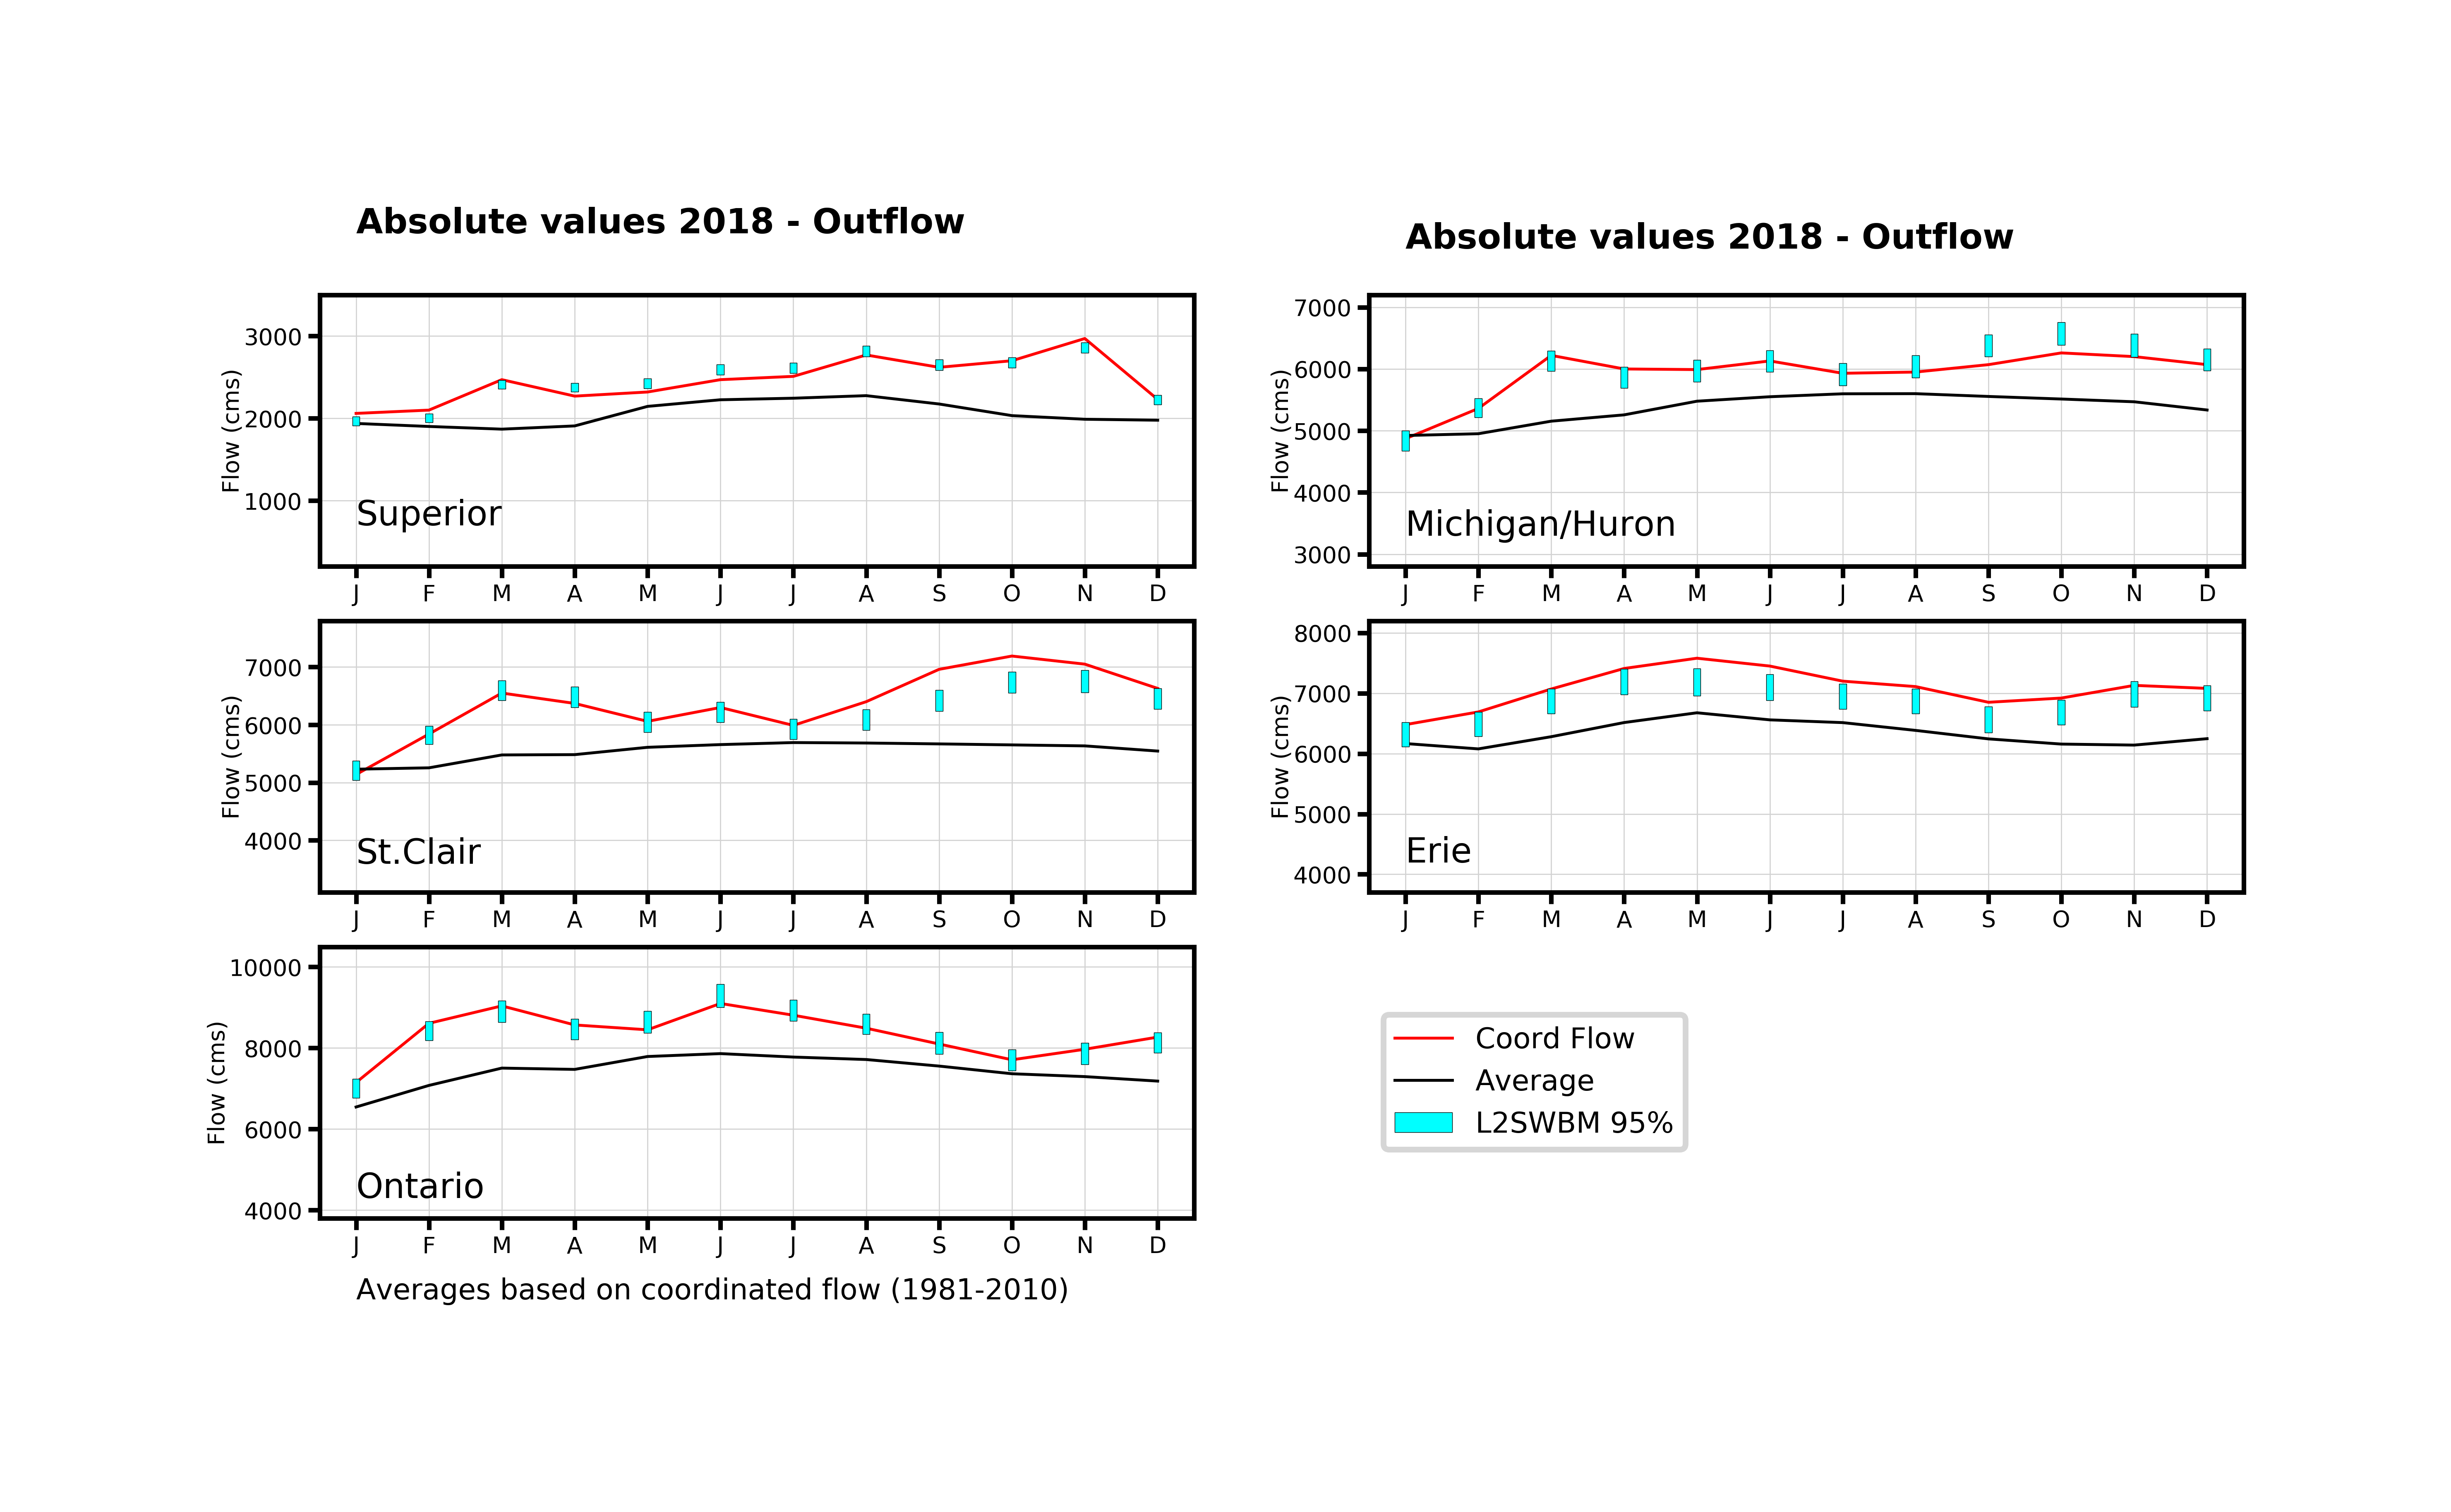 Absolute values 2018 - Outflow
Flow (cms)
3000
2000
1000
Superior
J F M A M J J A S O N D
Flow (cms)
7000
6000
5000
4000
St.Clair
J F M A M J J A S O N D
Flow (cms)
10000
8000
6000
4000
Ontario
J F M A M J J A S O N D
Averages based on coordinated flow (1981-2010)
Absolute values 2018 - Outflow
Flow (cms)
7000
6000
5000
4000
3000
Michigan/Huron
J F M A M J J A S O N D
Flow (cms)
8000
7000
6000
5000
4000
Erie
J F M A M J J A S O N D
Coord Flow
Average
L2SWBM 95%